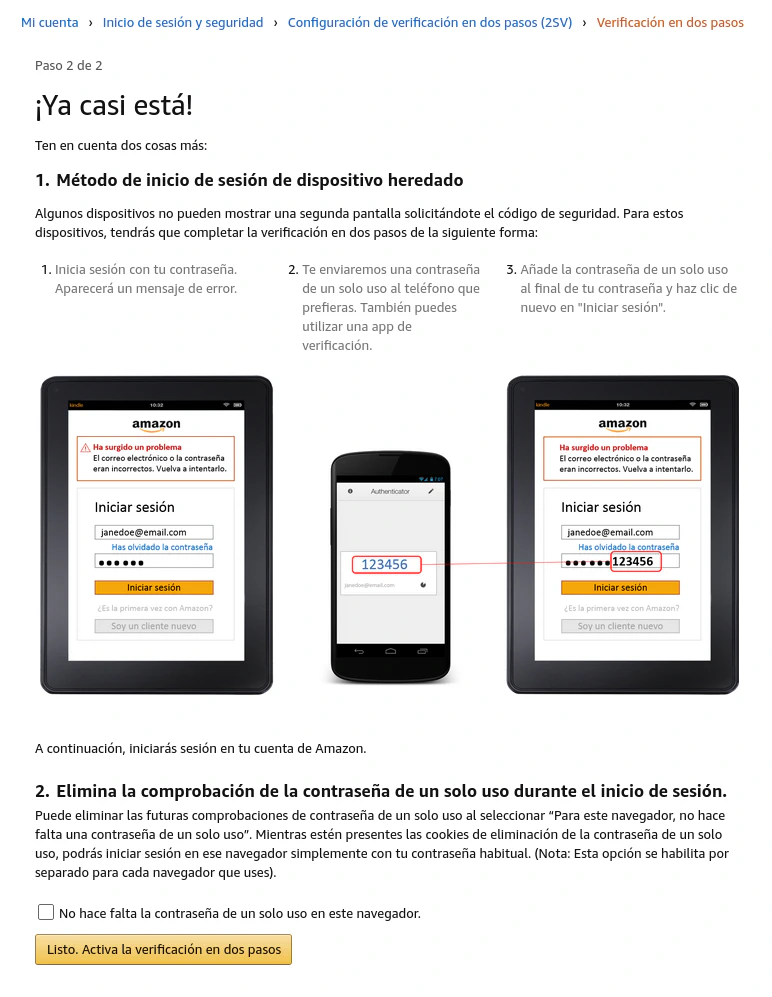 Mi cuenta › Inicio de sesión y seguridad › Configuración de verificación en dos pasos (2SV) › Verificación en dos pasos
Paso 2 de 2
¡Ya casi está!
Ten en cuenta dos cosas más:
1. Método de inicio de sesión de dispositivo heredado
Algunos dispositivos no pueden mostrar una segunda pantalla solicitándote el código de seguridad. Para estos
dispositivos, tendrás que completar la verificación en dos pasos de la siguiente forma:
1. Inicia sesión con tu contraseña.
Aparecerá un mensaje de error.
2. Te enviaremos una contraseña
de un solo uso al teléfono que
prefieras. También puedes
utilizar una app de
verificación.
3. Añade la contraseña de un solo uso
al final de tu contraseña y haz clic de
nuevo en "Iniciar sesión".
kindle 10:32
amazon
Ha surgido un problema
El correo electrónico o la contraseña
eran incorrectos. Vuelva a intentarlo.
Iniciar sesión
janedoe@email.com
Has olvidado la contraseña
Iniciar sesión
¿Es la primera vez con Amazon?
Soy un cliente nuevo
Authenticator
123456
janedoe@email.com
kindle 10:32
amazon
Ha surgido un problema
El correo electrónico o la contraseña
eran incorrectos. Vuelva a intentarlo.
Iniciar sesión
janedoe@email.com
Has olvidado la contraseña
123456
Iniciar sesión
¿Es la primera vez con Amazon?
Soy un cliente nuevo
A continuación, iniciarás sesión en tu cuenta de Amazon.
2. Elimina la comprobación de la contraseña de un solo uso durante el inicio de sesión.
Puede eliminar las futuras comprobaciones de contraseña de un solo uso al seleccionar “Para este navegador, no hace
falta una contraseña de un solo uso”. Mientras estén presentes las cookies de eliminación de la contraseña de un solo
uso, podrás iniciar sesión en ese navegador simplemente con tu contraseña habitual. (Nota: Esta opción se habilita por
separado para cada navegador que uses).
No hace falta la contraseña de un solo uso en este navegador.
Listo. Activa la verificación en dos pasos